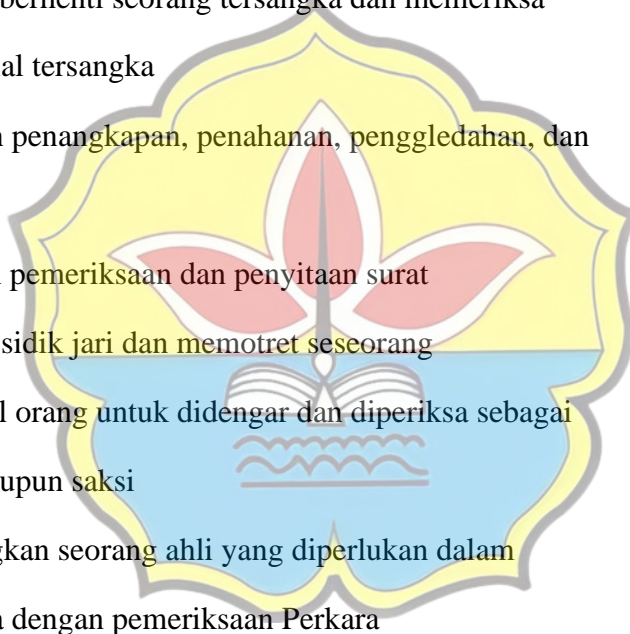 berhenti seorang tersangka dan memeriksa
al tersangka
penangkapan, penahanan, penggledahan, dan
pemeriksaan dan penyitaan surat
sidik jari dan memotret seseorang
l orang untuk didengar dan diperiksa sebagai
upun saksi
gkan seorang ahli yang diperlukan dalam
dengan pemeriksaan Perkara